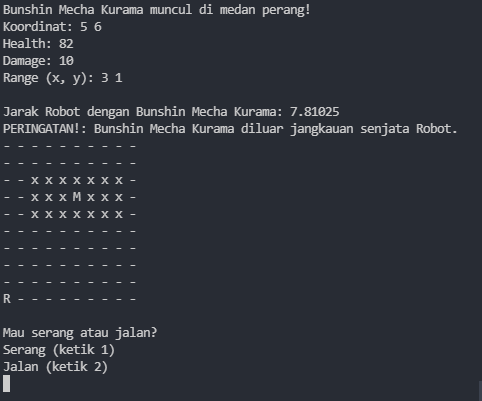 Bunshin Mecha Kurama muncul di medan perang!
Koordinat: 5 6
Health: 82
Damage: 10
Range (x, y): 3 1
Jarak Robot dengan Bunshin Mecha Kurama: 7.81025
PERINGATAN!: Bunshin Mecha Kurama diluar jangkauan senjata Robot.
- - - - - - - - - -
- - - - - - - - - -
- - x x x x x x x -
- - x x x M x x x -
- - x x x x x x x -
- - - - - - - - - -
- - - - - - - - - -
- - - - - - - - - -
- - - - - - - - - -
R - - - - - - - - -
Mau serang atau jalan?
Serang (ketik 1)
Jalan (ketik 2)